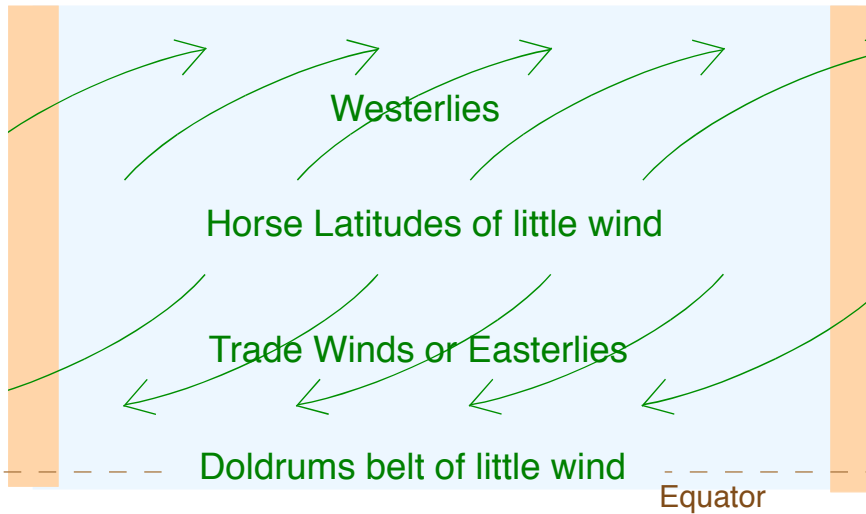 Westerlies
Horse Latitudes of little wind
Trade Winds or Easterlies
Doldrums belt of little wind
Equator